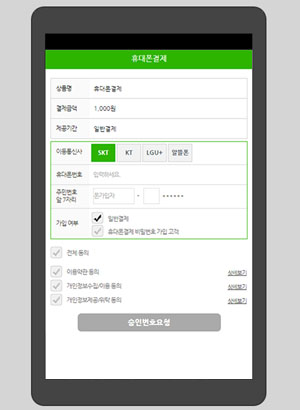 휴대폰결제
상품명 휴대폰결제
결제금액 1,000원
제공기간 일반결제
이동통신사 SKT KT LGU+ 알뜰폰
휴대폰번호 입력하세요.
주민번호
앞 7자리 본가입자 - ••••••
가입 여부 일반결제
휴대폰결제 비밀번호 가입 고객
전체 동의
이용약관 동의 상세보기
개인정보수집/이용 동의 상세보기
개인정보제공/위탁 동의 상세보기
승인번호요청